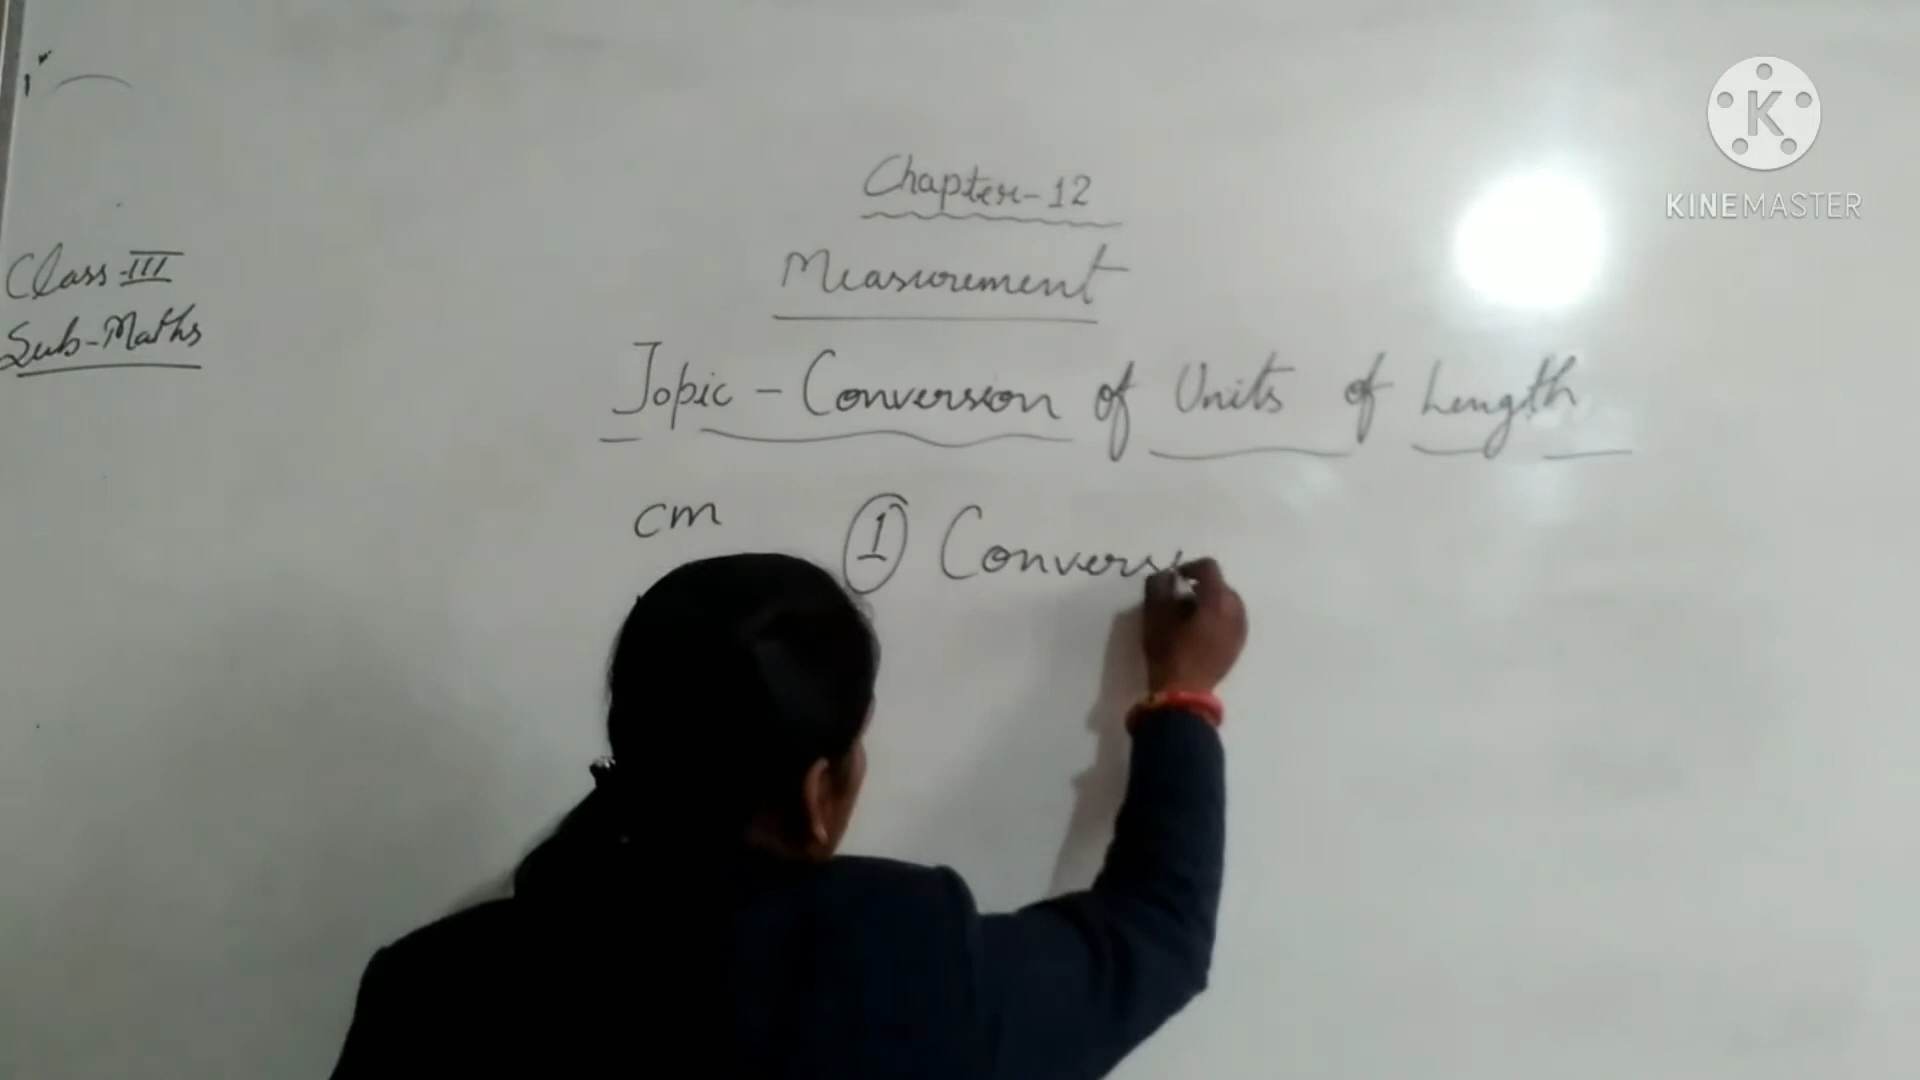 Class-III
Sub-Maths
Chapter-12
Measurement
Topic - Conversion of Units of Length
cm
① Convers
K
KINEMASTER